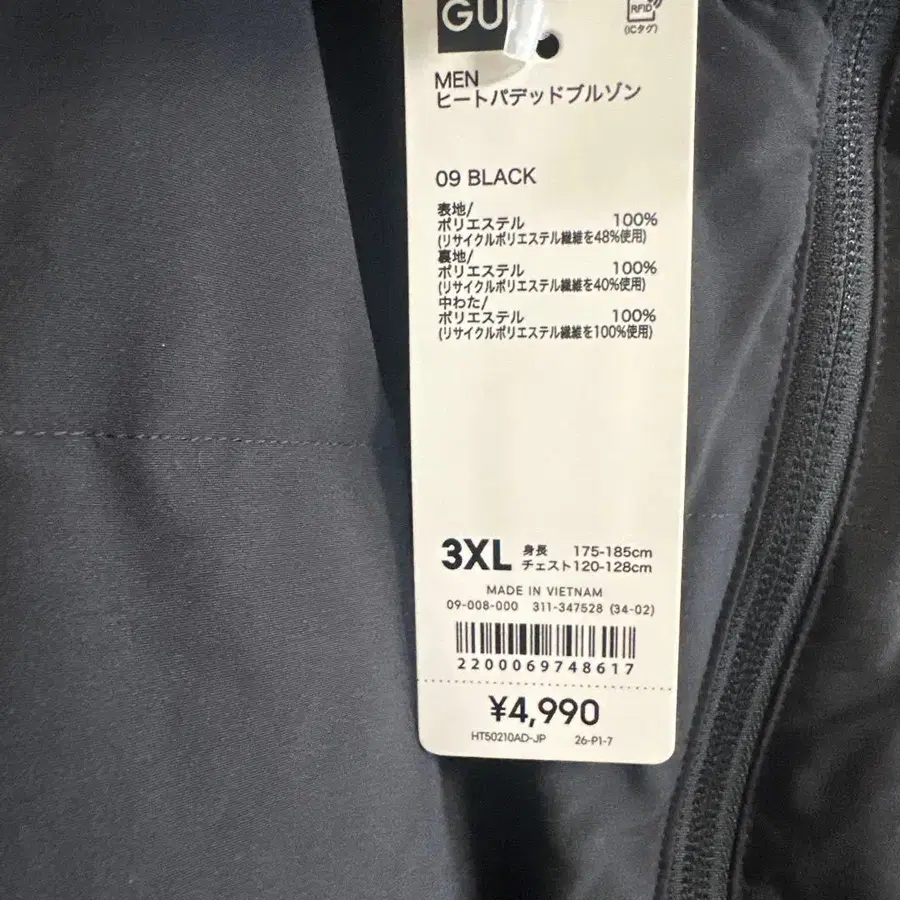 GU
RFID
(ICタグ)
MEN
ヒートパデッドブルゾン
09 BLACK
表地/
ポリエステル 100%
(リサイクルポリエステル繊維を48%使用)
裏地/
ポリエステル 100%
(リサイクルポリエステル繊維を40%使用)
中わた/
ポリエステル 100%
(リサイクルポリエステル繊維を100%使用)
3XL 身長 175-185cm
チェスト 120-128cm
MADE IN VIETNAM
09-008-000 311-347528 (34-02)
2200069748617
¥4,990
HT50210AD-JP 26-P1-7